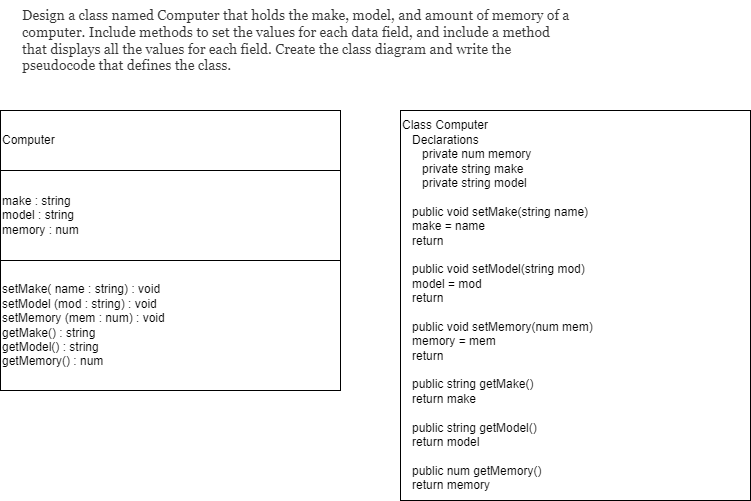 Design a class named Computer that holds the make, model, and amount of memory of a
computer. Include methods to set the values for each data field, and include a method
that displays all the values for each field. Create the class diagram and write the
pseudocode that defines the class.
Computer
make : string
model : string
memory : num
setMake( name : string) : void
setModel (mod : string) : void
setMemory (mem : num) : void
getMake() : string
getModel() : string
getMemory() : num
Class Computer
Declarations
private num memory
private string make
private string model
public void setMake(string name)
make = name
return
public void setModel(string mod)
model = mod
return
public void setMemory(num mem)
memory = mem
return
public string getMake()
return make
public string getModel()
return model
public num getMemory()
return memory